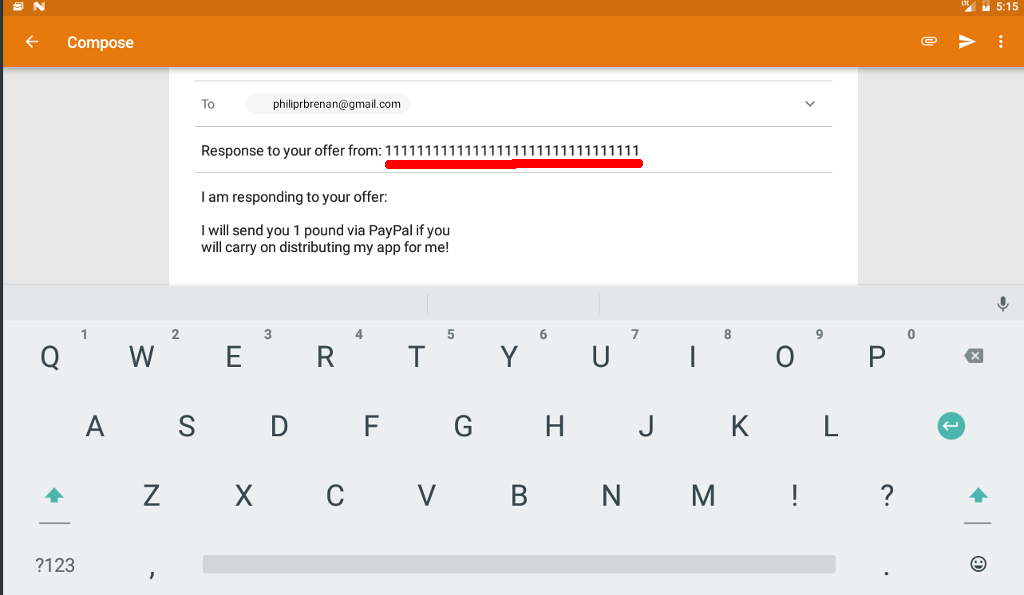 LTE 5:15
Compose
To philiprbrenan@gmail.com
Response to your offer from: 11111111111111111111111111111111
I am responding to your offer:
I will send you 1 pound via PayPal if you
will carry on distributing my app for me!
1 2 3 4 5 6 7 8 9 0
Q W E R T Y U I O P
A S D F G H J K L
Z X C V B N M ! ?
?123 , .